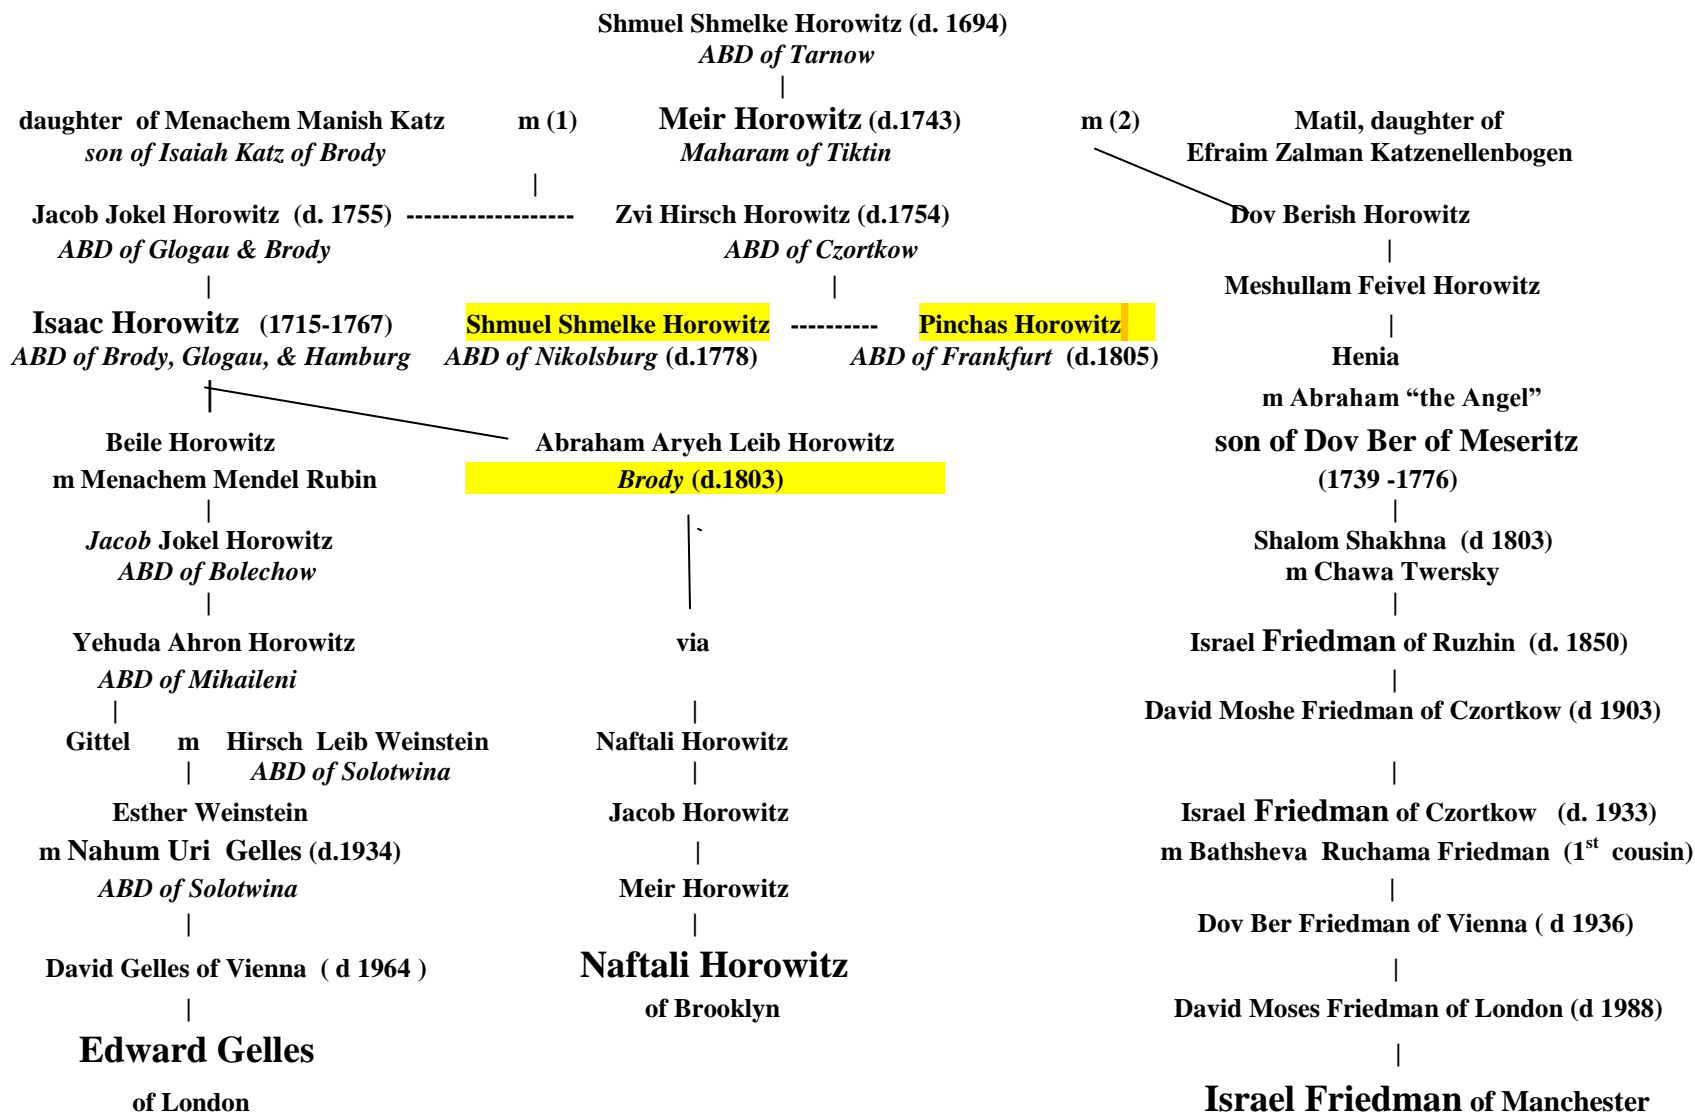 Shmuel Shmelke Horowitz (d. 1694)
ABD of Tarnow
|
daughter of Menachem Manish Katz m (1) Meir Horowitz (d.1743) m (2) Matil, daughter of
son of Isaiah Katz of Brody Maharam of Tiktin Efraim Zalman Katzenellenbogen
|
Jacob Jokel Horowitz (d. 1755) ------------------- Zvi Hirsch Horowitz (d.1754) Dov Berish Horowitz
ABD of Glogau & Brody ABD of Czortkow |
| | Meshullam Feivel Horowitz
Isaac Horowitz (1715-1767) Shmuel Shmelke Horowitz ---------- Pinchas Horowitz |
ABD of Brody, Glogau, & Hamburg ABD of Nikolsburg (d.1778) ABD of Frankfurt (d.1805) Henia
| m Abraham “the Angel”
Beile Horowitz Abraham Aryeh Leib Horowitz son of Dov Ber of Meseritz
m Menachem Mendel Rubin Brody (d.1803) (1739 -1776)
| |
Jacob Jokel Horowitz Shalom Shakhna (d 1803)
ABD of Bolechow m Chawa Twersky
| |
Yehuda Ahron Horowitz via Israel Friedman of Ruzhin (d. 1850)
ABD of Mihaileni |
| | David Moshe Friedman of Czortkow (d 1903)
Gittel m Hirsch Leib Weinstein Naftali Horowitz
| ABD of Solotwina | |
Esther Weinstein Jacob Horowitz Israel Friedman of Czortkow (d. 1933)
m Nahum Uri Gelles (d.1934) | m Bathsheva Ruchama Friedman (1st cousin)
ABD of Solotwina Meir Horowitz |
| | Dov Ber Friedman of Vienna ( d 1936)
David Gelles of Vienna ( d 1964 ) Naftali Horowitz |
| of Brooklyn David Moses Friedman of London (d 1988)
Edward Gelles |
of London Israel Friedman of Manchester